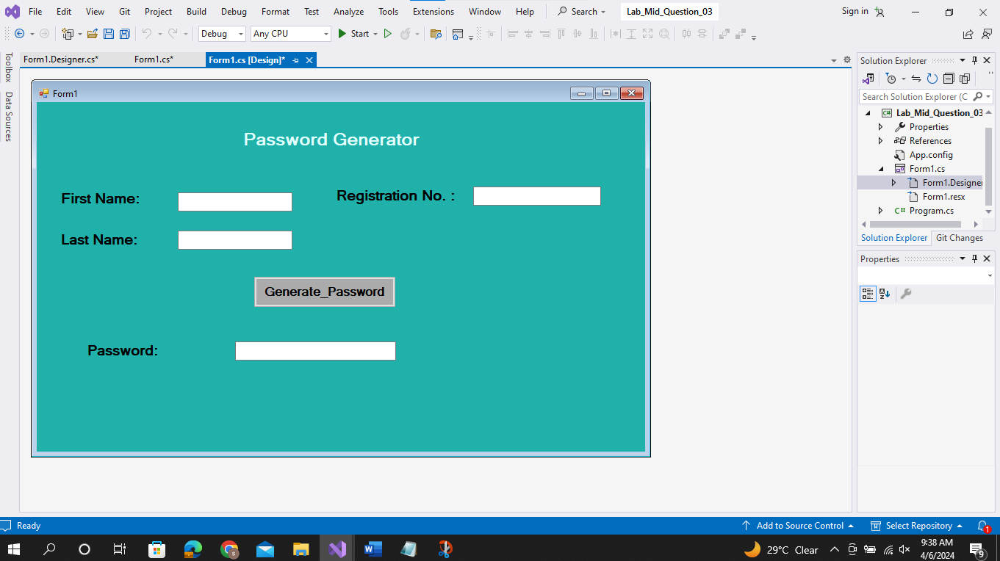 File Edit View Git Project Build Debug Format Test Analyze Tools Extensions Window Help Search Lab_Mid_Question_03 Sign in
Debug Any CPU Start
Toolbox
Data Sources
Form1.Designer.cs* Form1.cs* Form1.cs [Design]*
Form1
Password Generator
First Name:
Registration No. :
Last Name:
Generate_Password
Password:
Solution Explorer
Search Solution Explorer (C
C# Lab_Mid_Question_03
Properties
References
App.config
Form1.cs
Form1.Designer
Form1.resx
C# Program.cs
Solution Explorer Git Changes
Properties
Ready Add to Source Control Select Repository 1
29°C Clear
9:38 AM
4/6/2024
9